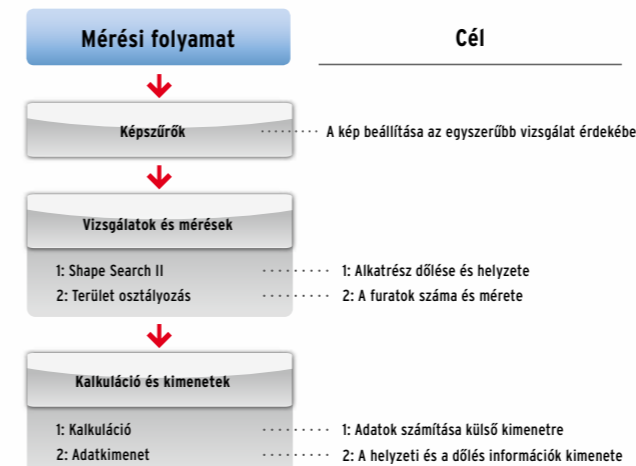 Mérési folyamat
Cél
Képszűrők
A kép beállítása az egyszerűbb vizsgálat érdekébe
Vizsgálatok és mérések
1: Shape Search II
1: Alkatrész dőlése és helyzete
2: Terület osztályozás
2: A furatok száma és mérete
Kalkuláció és kimenetek
1: Kalkuláció
1: Adatok számítása külső kimenetre
2: Adatkimenet
2: A helyzeti és a dőlés információk kimenete